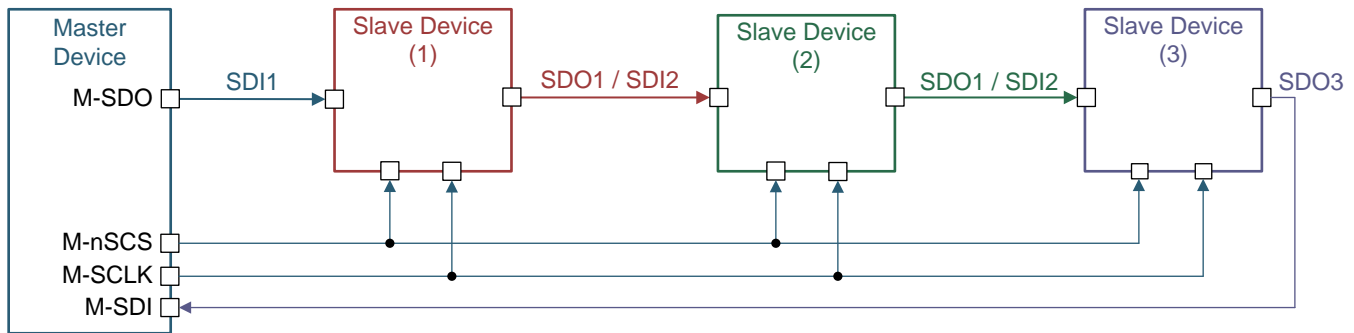 Master
Device
Slave Device
(1)
Slave Device
(2)
Slave Device
(3)
M-SDO
SDI1
SDO1 / SDI2
SDO1 / SDI2
SDO3
M-nSCS
M-SCLK
M-SDI